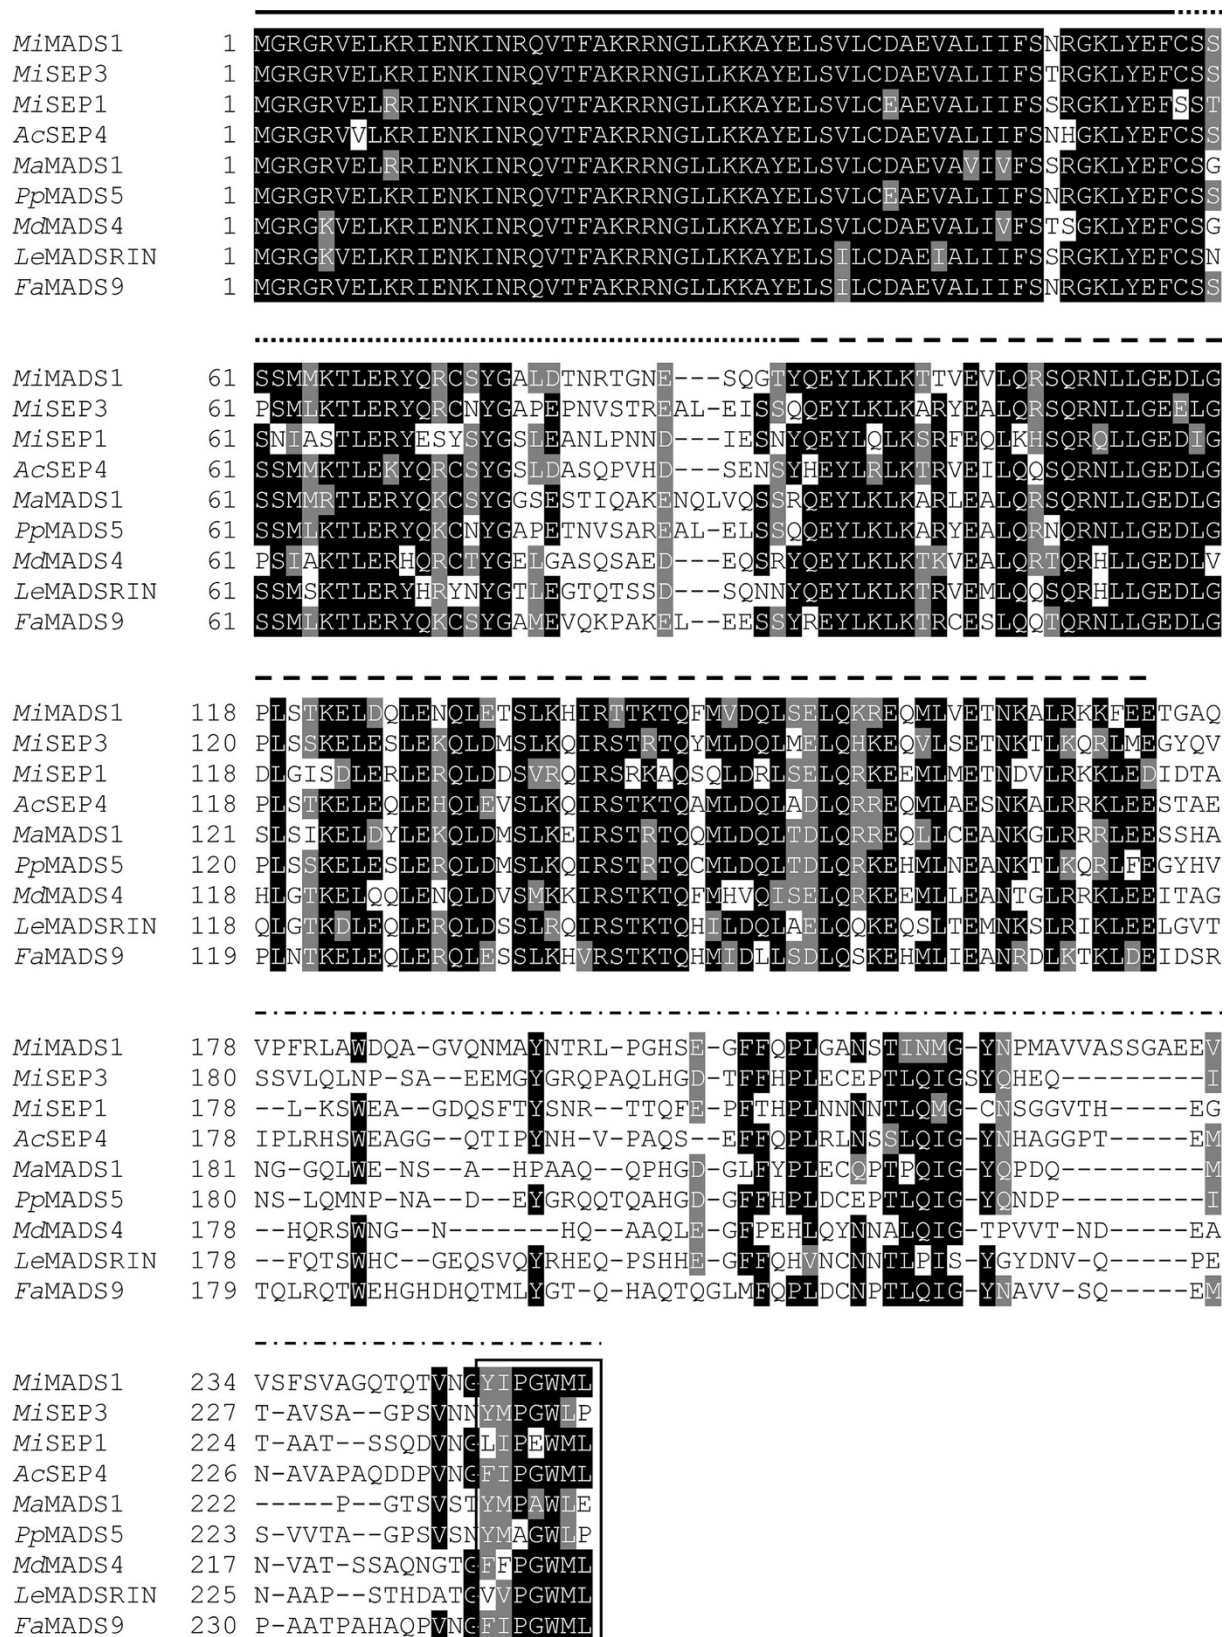 MiMADS1 1 MGRGRVELKRIENKINRQVTFAKRRNGLLKKAYELSVLCDAEVALIIFSNRGKLYEFCSS
MiSEP3 1 MGRGRVELKRIENKINRQVTFAKRRNGLLKKAYELSVLCDAEVALIIFSTRGKLYEFCSS
MiSEP1 1 MGRGRVELRRIENKINRQVTFAKRRNGLLKKAYELSVLCEAEVALIIFSSRGKLYEFSST
AcSEP4 1 MGRGRVVLKRIENKINRQVTFAKRRNGLLKKAYELSVLCDAEVALIIFSNHGKLYEFCSS
MaMADS1 1 MGRGRVELRRIENKINRQVTFAKRRNGLLKKAYELSVLCDAEVAVIVFSSRGKLYEFCSG
PpMADS5 1 MGRGRVELKRIENKINRQVTFAKRRNGLLKKAYELSVLCEAEVALIIFSNRGKLYEFCSS
MdMADS4 1 MGRGKVELKRIENKINRQVTFAKRRNGLLKKAYELSVLCDAEVALIVFSTSGKLYEFCSG
LeMADSRIN 1 MGRGKVELKRIENKINRQVTFAKRRNGLLKKAYELSILCDAEIALIIFSSRGKLYEFCSN
FaMADS9 1 MGRGRVELKRIENKINRQVTFAKRRNGLLKKAYELSILCDAEVALIIFSNRGKLYEFCSS
MiMADS1 61 SSMMKTLERYQRCSYGALDTNRTGNE---SQGTYQEYLKLKTTVEVLQRSQRNLLGEDLG
MiSEP3 61 PSMLKTLERYQRCNYGAPEPNVSTREAL-EISSQQEYLKLKARYEALQRSQRNLLGEELG
MiSEP1 61 SNIASTLERYESYSYGSLEANLPNND---IESNYQEYLQLKSRFEQLKHSQRQLLGEDIG
AcSEP4 61 SSMMKTLEKYQRCSYGSLDASQPVHD---SENSYHEYLRLKTRVEILQQSQRNLLGEDLG
MaMADS1 61 SSMMRTLERYQKCSYGGSESTIQAKENQLVQSSRQEYLKLKARLEALQRSQRNLLGEDLG
PpMADS5 61 SSMLKTLERYQKCNYGAPETNVSAREAL-ELSSQQEYLKLKARYEALQRNQRNLLGEDLG
MdMADS4 61 PSIAKTLERHQRCTYGELGASQSAED---EQSRYQEYLKLKTKVEALQRTQRHLLGEDLV
LeMADSRIN 61 SSMSKTLERYHRYNYGTLEGTQTSSD---SQNNYQEYLKLKTRVEMLQQSQRHLLGEDLG
FaMADS9 61 SSMLKTLERYQKCSYGAMEVQKPAKEL--EESSYREYLKLKTRCESLQQTQRNLLGEDLG
MiMADS1 118 PLSTKELDQLENQLETSLKHIRTTKTQFMVDQLSELQKREQMLVETNKALRKKFEETGAQ
MiSEP3 120 PLSSKELESLEKQLDMSLKQIRSTRTQYMLDQLMELQHKEQVLSETNKTLKQRLMEGYQV
MiSEP1 118 DLGISDLERLERQLDDSVRQIRSRKAQSQLDRLSELQRKEEMLMETNDVLRKKLEDIDTA
AcSEP4 118 PLSTKELEQLEHQLEVSLKQIRSTKTQAMLDQLADLQRREQMLAESNKALRRKLEESTAE
MaMADS1 121 SLSIKELDYLEKQLDMSLKEIRSTRTQQMLDQLTDLQRREQLLCEANKGLRRRLEESSHA
PpMADS5 120 PLSSKELESLERQLDMSLKQIRSTRTQCMLDQLTDLQRKEHMLNEANKTLKQRLFEGYHV
MdMADS4 118 HLGTKELQQLENQLDVSMKKIRSTKTQFMHVQISELQRKEEMLLEANTGLRRKLEEITAG
LeMADSRIN 118 QLGTKDLEQLERQLDSSLRQIRSTKTQHILDQLAELQQKEQSLTEMNKSLRIKLEELGVT
FaMADS9 119 PLNTKELEQLERQLESSLKHVRSTKTQHMIDLLSDLQSKEHMLIEANRDLKTKLDEIDSR
MiMADS1 178 VPFRLAWDQA-GVQNMAYNTRL-PGHSE-GFFQPLGANSTINMG-YNPMAVVASSGAEEV
MiSEP3 180 SSVLQLNP-SA--EEMGYGRQPAQLHGD-TFFHPLECEPTLQIGSYQHEQ---------I
MiSEP1 178 --L-KSWEA--GDQSFTYSNR--TTQFE-PFTHPLNNNNTLQMG-CNSGGVTH-----EG
AcSEP4 178 IPLRHSWEAGG--QTIPYNH-V-PAQS--EFFQPLRLNSSLQIG-YNHAGGPT-----EM
MaMADS1 181 NG-GQLWE-NS--A--HPAAQ--QPHGD-GLFYPLECQPTPQIG-YQPDQ---------M
PpMADS5 180 NS-LQMNP-NA--D--EYGRQQTQAHGD-GFFHPLDCEPTLQIG-YQNDP---------I
MdMADS4 178 --HQRSWNG--N-------HQ--AAQLE-GFPEHLQYNNALQIG-TPVVT-ND-----EA
LeMADSRIN 178 --FQTSWHC--GEQSVQYRHEQ-PSHHE-GFFQHVNCNNTLPIS-YGYDNV-Q-----PE
FaMADS9 179 TQLRQTWEHGHDHQTMLYGT-Q-HAQTQGLMFQPLDCNPTLQIG-YNAVV-SQ-----EM
MiMADS1 234 VSFSVAGQTQTVNGYIPGWML
MiSEP3 227 T-AVSA--GPSVNNYMPGWLP
MiSEP1 224 T-AAT--SSQDVNGLIPEWML
AcSEP4 226 N-AVAPAQDDPVNGFIPGWML
MaMADS1 222 -----P--GTSVSTYMPAWLE
PpMADS5 223 S-VVTA--GPSVSNYMAGWLP
MdMADS4 217 N-VAT-SSAQNGTGFFPGWML
LeMADSRIN 225 N-AAP--STHDATGVVPGWML
FaMADS9 230 P-AATPAHAQPVNGFIPGWML